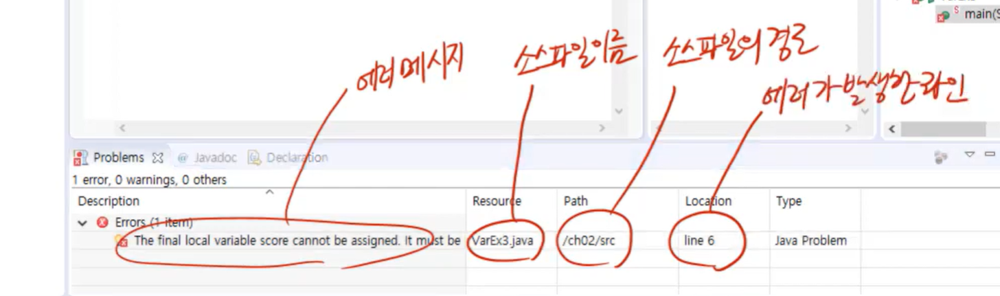 main(S
에러 메시지
소스파일이름
소스파일의 경로
에러가 발생한 라인
Problems
@ Javadoc
Declaration
1 error, 0 warnings, 0 others
Description Resource Path Location Type
Errors (1 item)
The final local variable score cannot be assigned. It must be VarEx3.java /ch02/src line 6 Java Problem